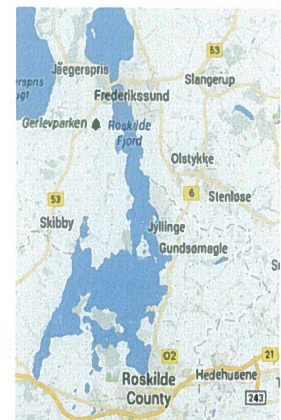 53
Jægerspris
Slangerup
Frederikssund
Gerlevparken
Roskilde
Fjord
Ølstykke
53
6
Stenløse
Skibby
Jyllinge
Gundsømagle
02
21
Roskilde
County
Hedehusene
243